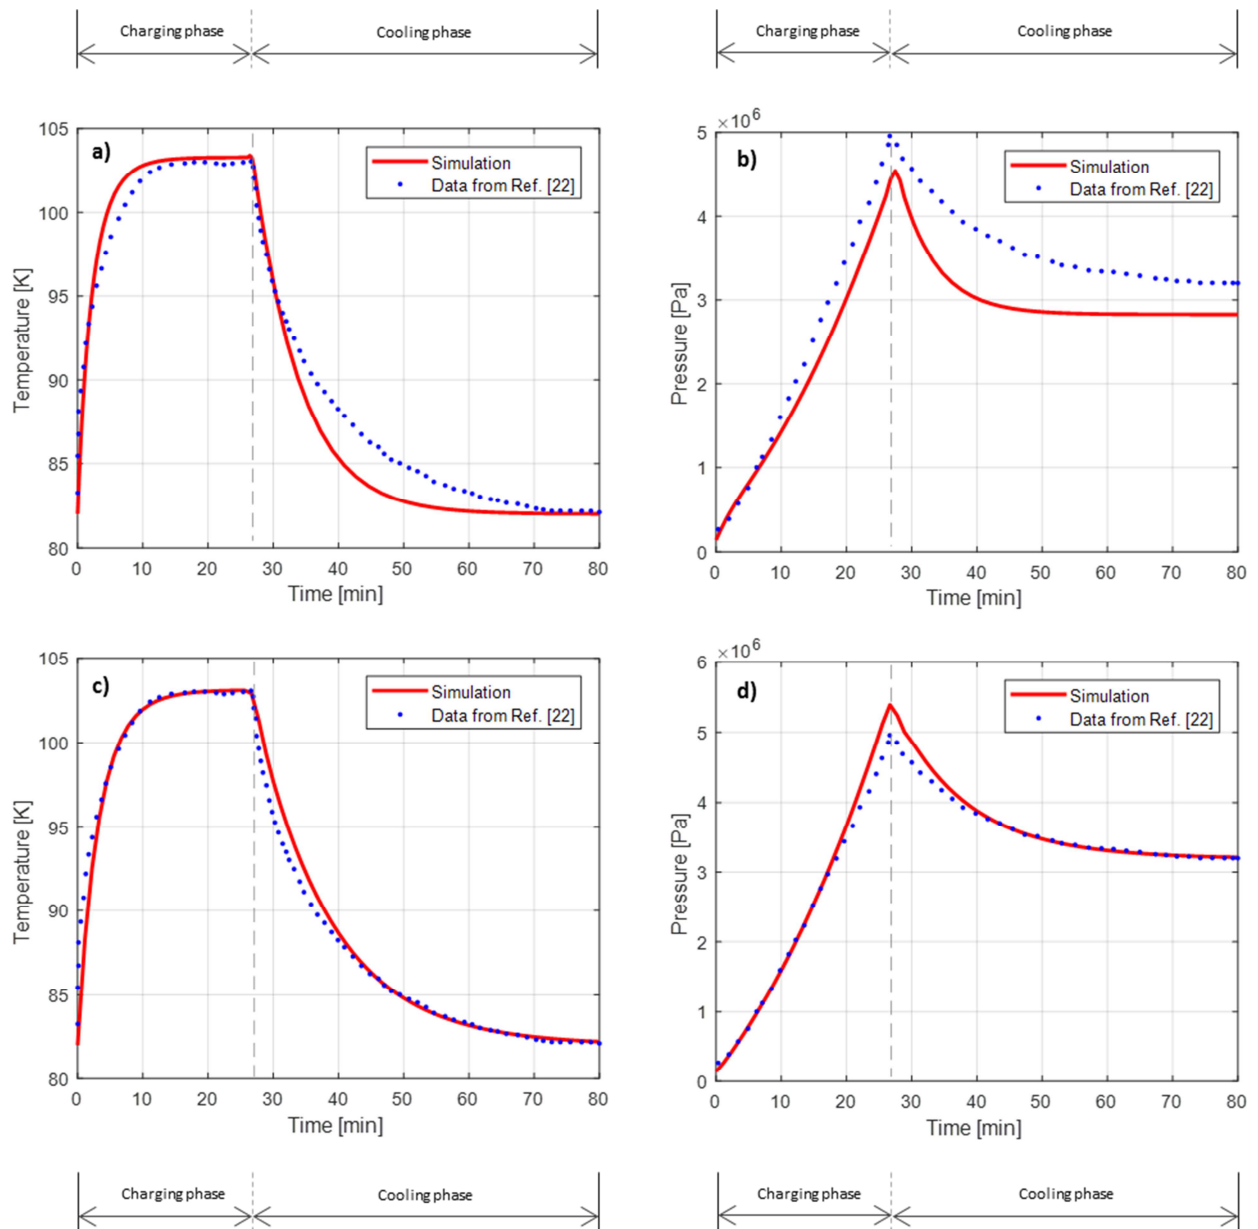 Charging phase
Cooling phase
Charging phase
Cooling phase
a)
Simulation
Data from Ref. [22]
Temperature [K]
105
100
95
90
85
80
0 10 20 30 40 50 60 70 80
Time [min]
×10⁶
b)
Simulation
Data from Ref. [22]
Pressure [Pa]
5
4
3
2
1
0
0 10 20 30 40 50 60 70 80
Time [min]
c)
Simulation
Data from Ref. [22]
Temperature [K]
105
100
95
90
85
80
0 10 20 30 40 50 60 70 80
Time [min]
×10⁶
d)
Simulation
Data from Ref. [22]
Pressure [Pa]
6
5
4
3
2
1
0
0 10 20 30 40 50 60 70 80
Time [min]
Charging phase
Cooling phase
Charging phase
Cooling phase